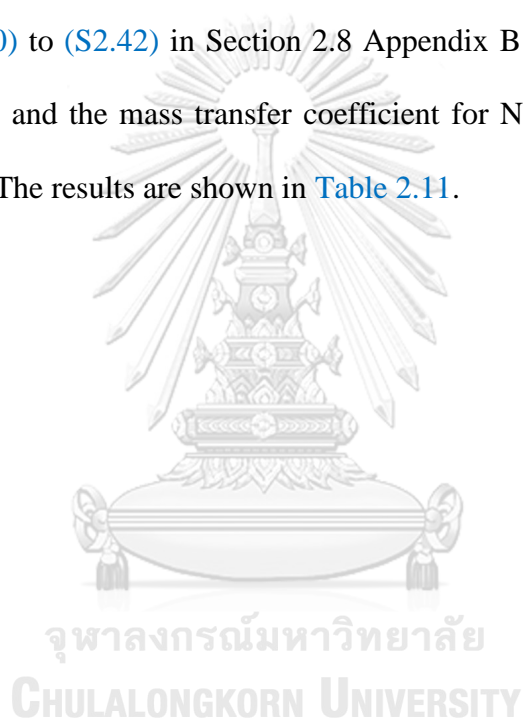 0) to (S2.42) in Section 2.8 Appendix B
and the mass transfer coefficient for N
The results are shown in Table 2.11.
จุฬาลงกรณ์มหาวิทยาลัย
CHULALONGKORN UNIVERSITY